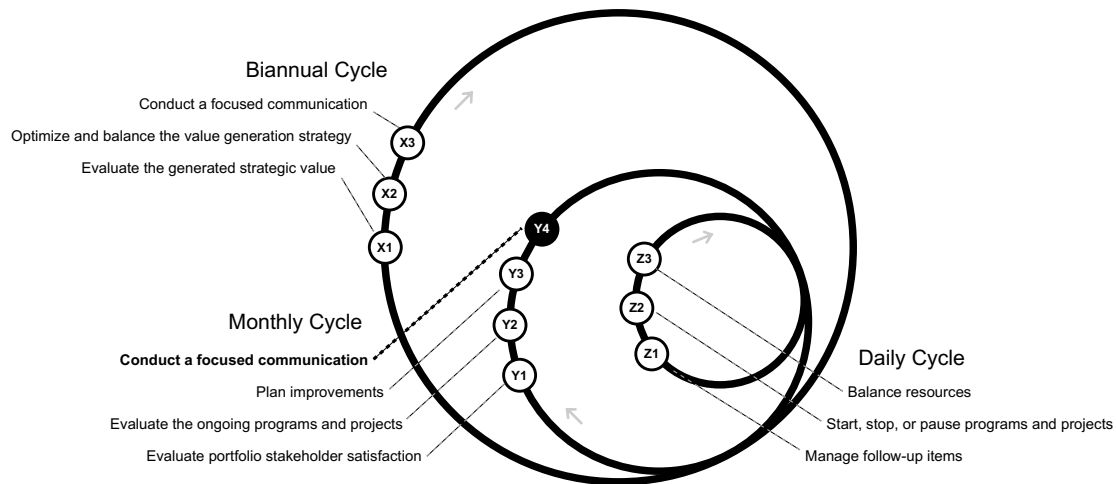 Biannual Cycle
Conduct a focused communication
Optimize and balance the value generation strategy
Evaluate the generated strategic value
X3
X2
X1
Y4
Y3
Y2
Y1
Z3
Z2
Z1
Monthly Cycle
Conduct a focused communication
Plan improvements
Evaluate the ongoing programs and projects
Evaluate portfolio stakeholder satisfaction
Daily Cycle
Balance resources
Start, stop, or pause programs and projects
Manage follow-up items